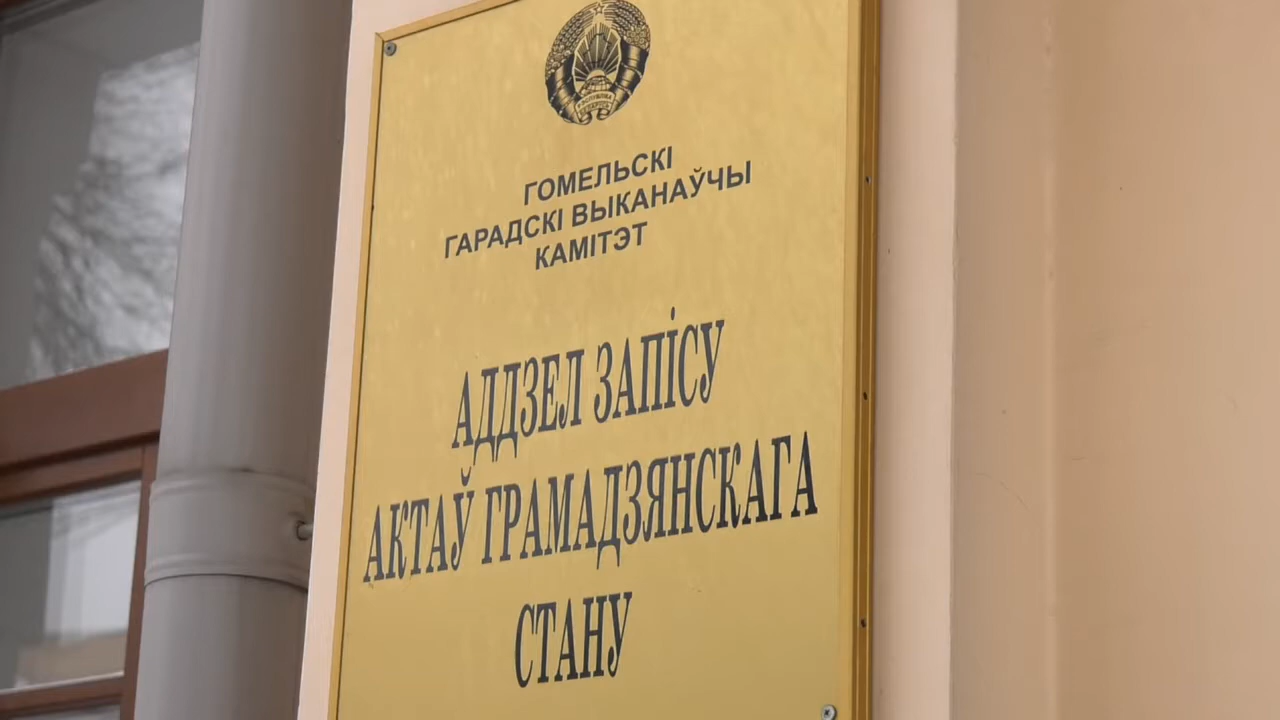 ГОМЕЛЬСКІ
ГАРАДСКІ ВЫКАНАЎЧЫ
КАМІТЭТ
АДДЗЕЛ ЗАПІСУ
АКТАЎ ГРАМАДЗЯНСКАГА
СТАНУ